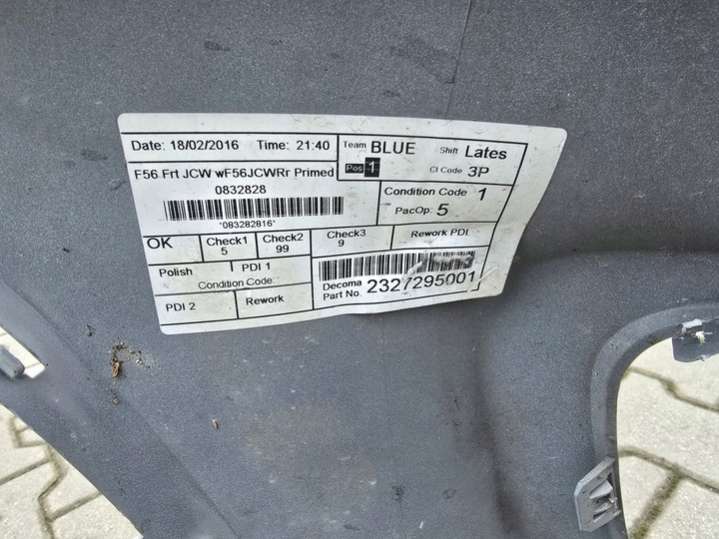 Date: 18/02/2016 Time: 21:40
Team BLUE Shift Lates
Pos 1 CI Code 3P
F56 Frt JCW wF56JCWRr Primed
0832828
*083282816*
Condition Code 1
PacOp: 5
OK Check1 5 Check2 99 Check3 9 Rework PDI
Polish PDI 1
Condition Code:
PDI 2 Rework
Decoma Part No. 2327295001